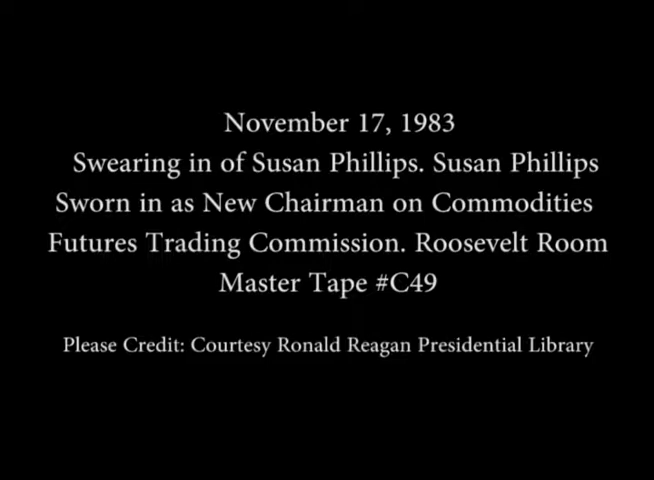 November 17, 1983
Swearing in of Susan Phillips. Susan Phillips
Sworn in as New Chairman on Commodities
Futures Trading Commission. Roosevelt Room
Master Tape #C49
Please Credit: Courtesy Ronald Reagan Presidential Library